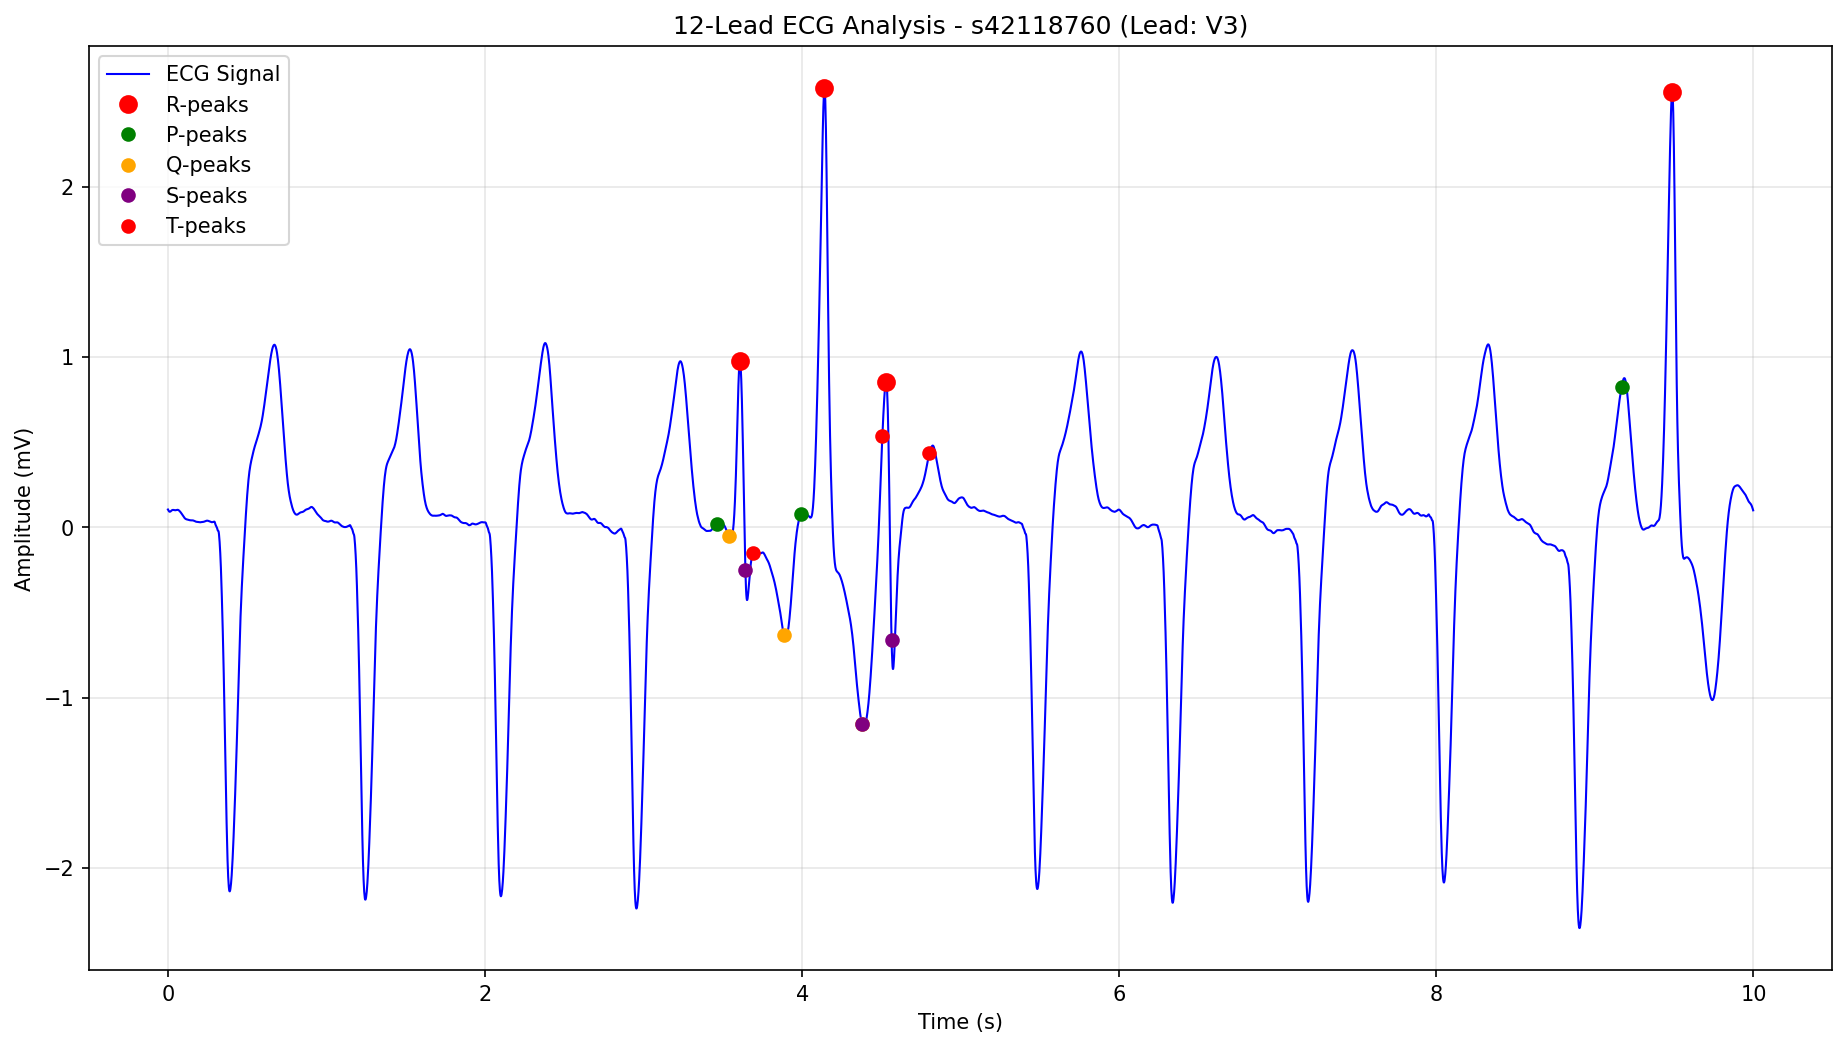 12-Lead ECG Analysis - s42118760 (Lead: V3)
ECG Signal
R-peaks
P-peaks
Q-peaks
S-peaks
T-peaks
Amplitude (mV)
2
1
0
−1
−2
0 2 4 6 8 10
Time (s)